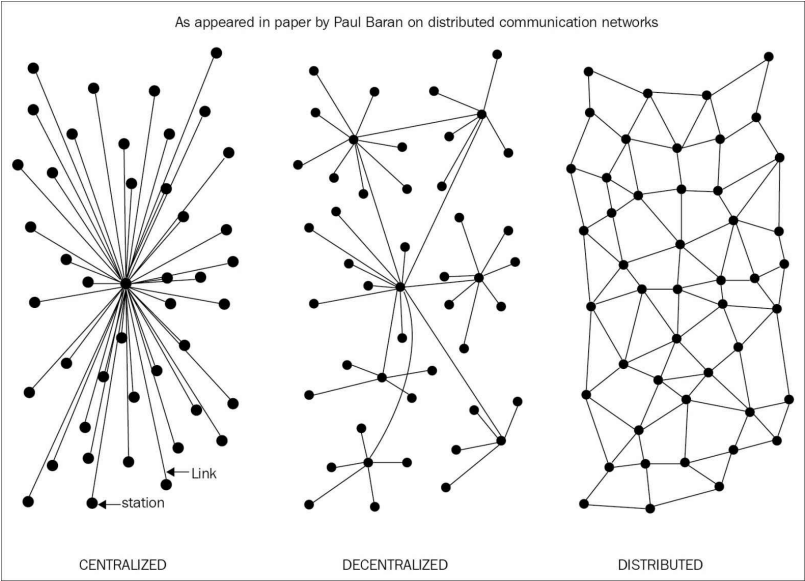 As appeared in paper by Paul Baran on distributed communication networks
Link
station
CENTRALIZED
DECENTRALIZED
DISTRIBUTED